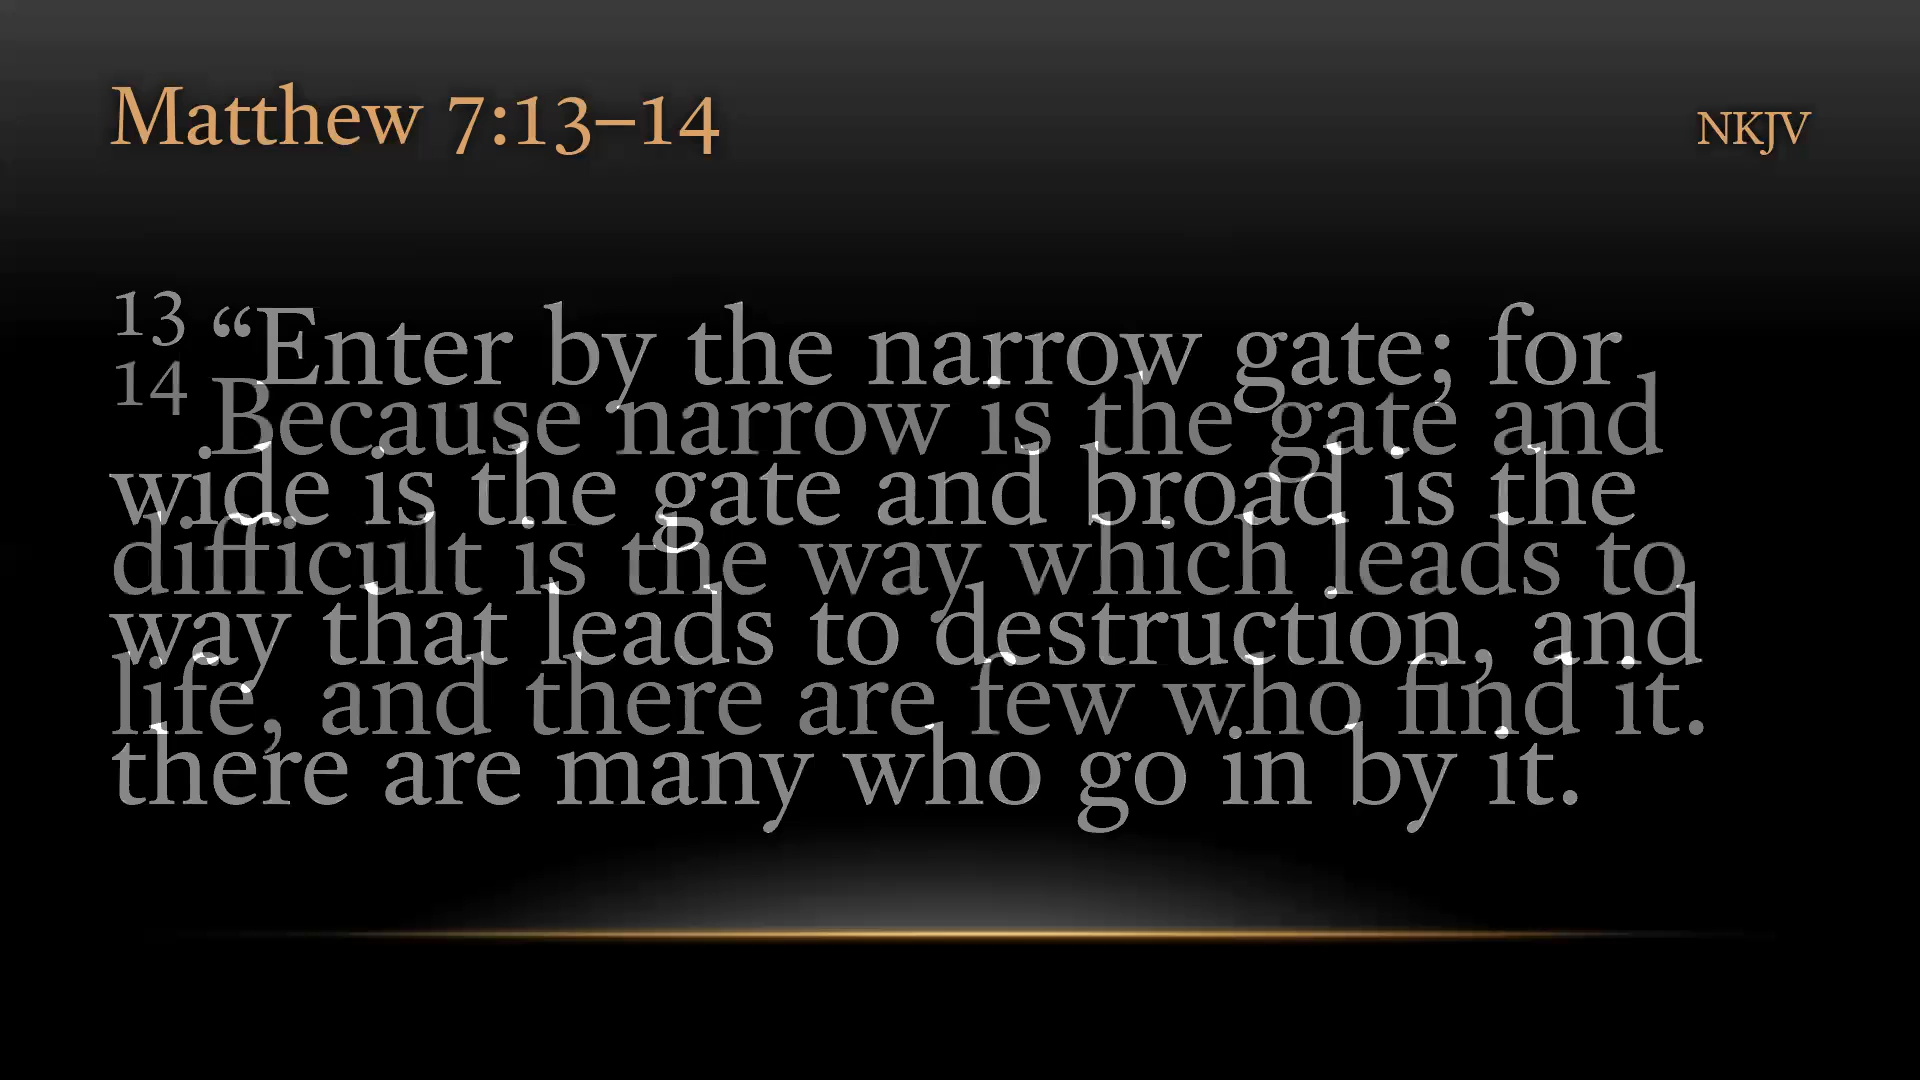 Matthew 7:13–14
NKJV
13 “Enter by the narrow gate; for
wide is the gate and broad is the
way that leads to destruction, and
there are many who go in by it.
14 Because narrow is the gate and
difficult is the way which leads to
life, and there are few who find it.